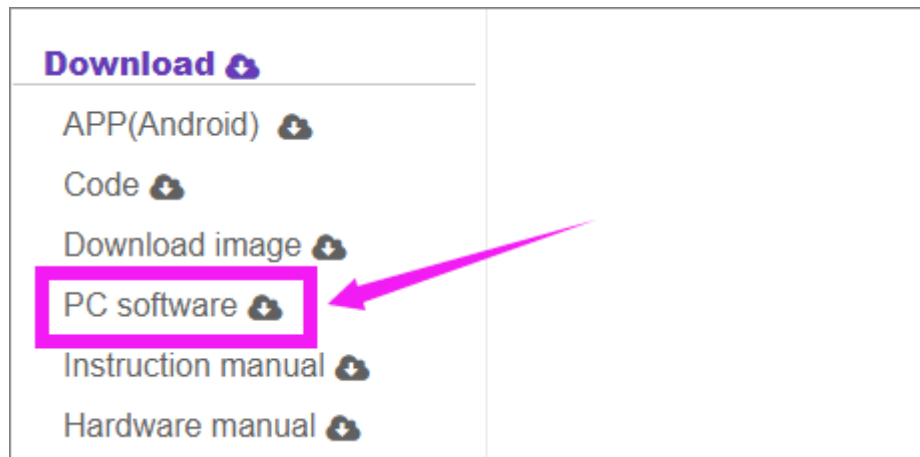 Download
APP(Android)
Code
Download image
PC software
Instruction manual
Hardware manual